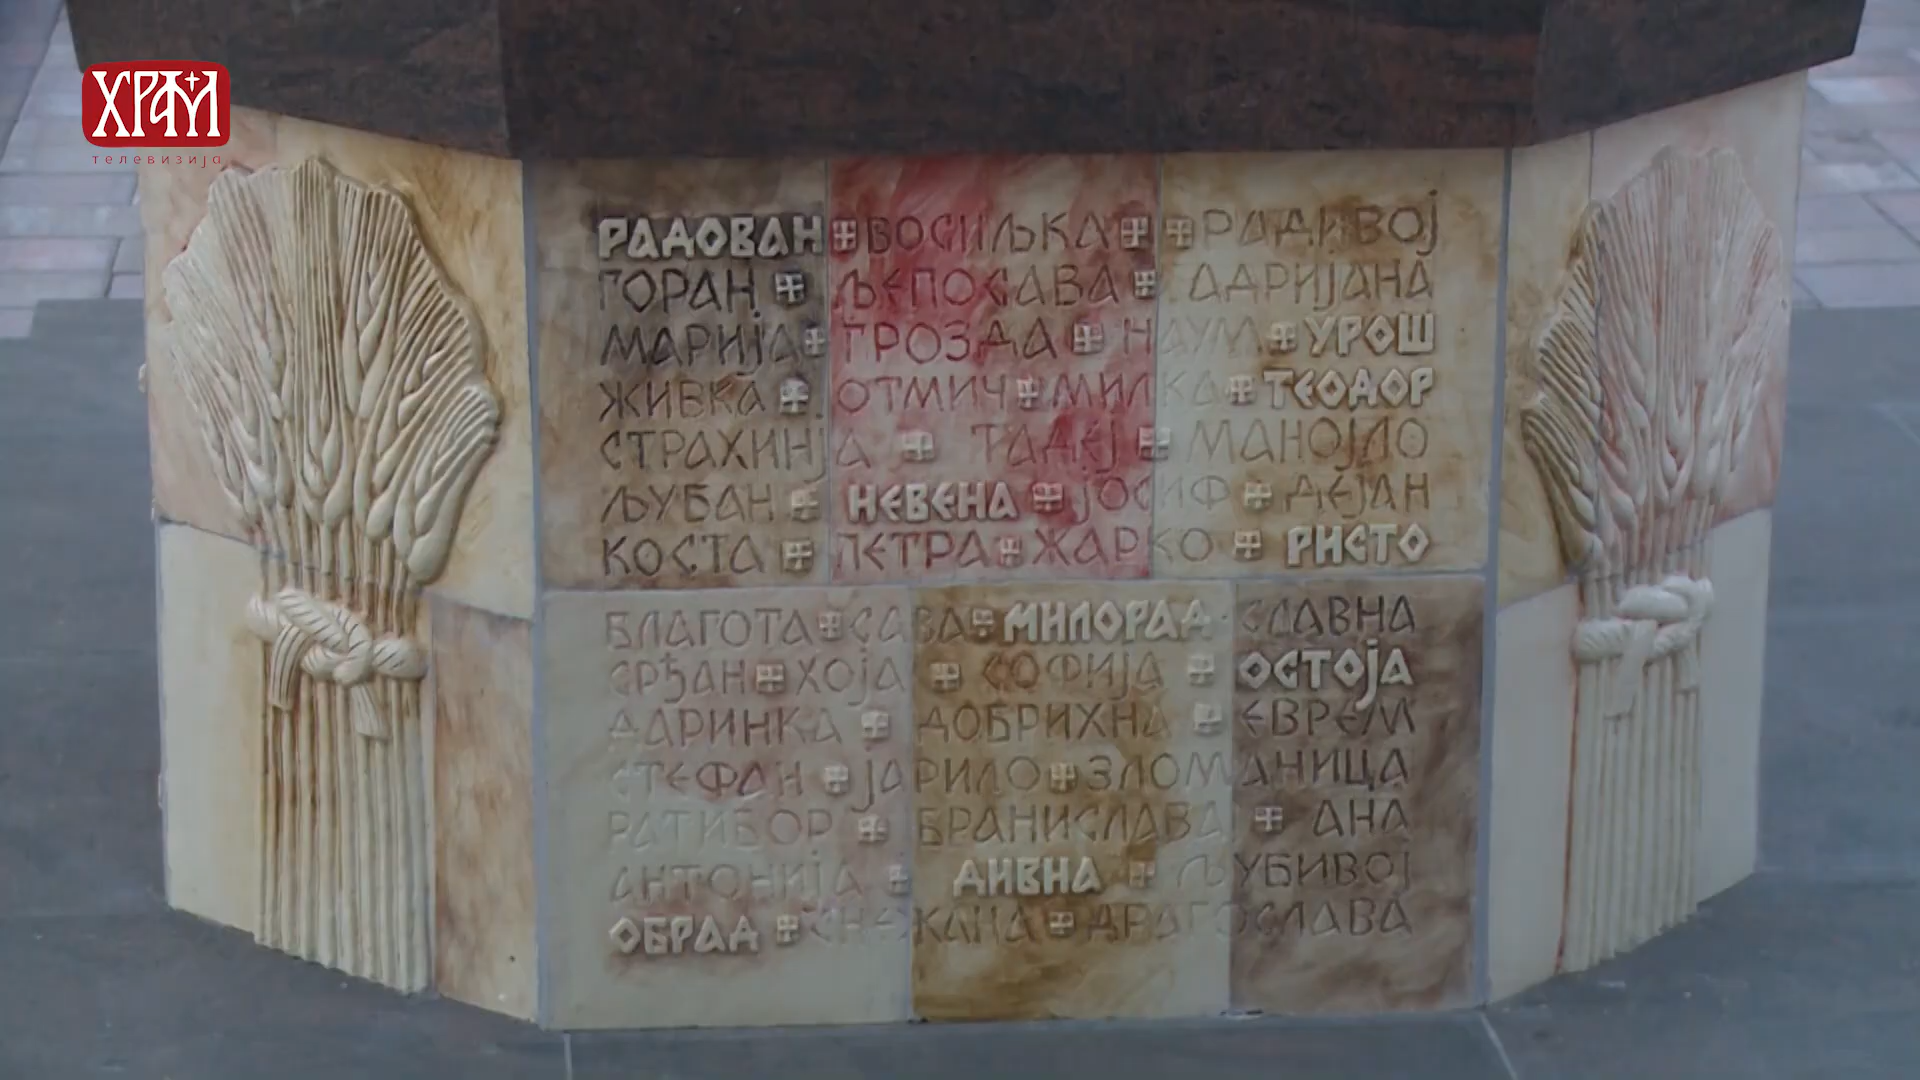 ХРАМ
телевизија
РАДОВАН ВОСИЉКА РАДИВОЈ
ГОРАН ЉЕПОСАВА АДРИЈАНА
МАРИЈА ГРОЗДА НАУМ УРОШ
ЖИВКА ОТМИЧ МИЛКА ТЕОДОР
СТРАХИЊА ТАДЕЈ МАНОЈЛО
ЉУБАН НЕВЕНА ЈОСИФ ДЕЈАН
КОСТА ПЕТРА ЖАРКО РИСТО
БЛАГОТА САВА МИЛОРАД СЛАВНА
СРЂАН ХОЈА СОФИЈА ОСТОЈА
ДАРИНКА ДОБРИХНА ЕВРЕМ
СТЕФАН ЈАРИЛО ЗЛОМАНИЦА
РАТИБОР БРАНИСЛАВА АНА
АНТОНИЈА ДИВНА ЉУБИВОЈ
ОБРАД СНЕЖАНА ДРАГОСЛАВА